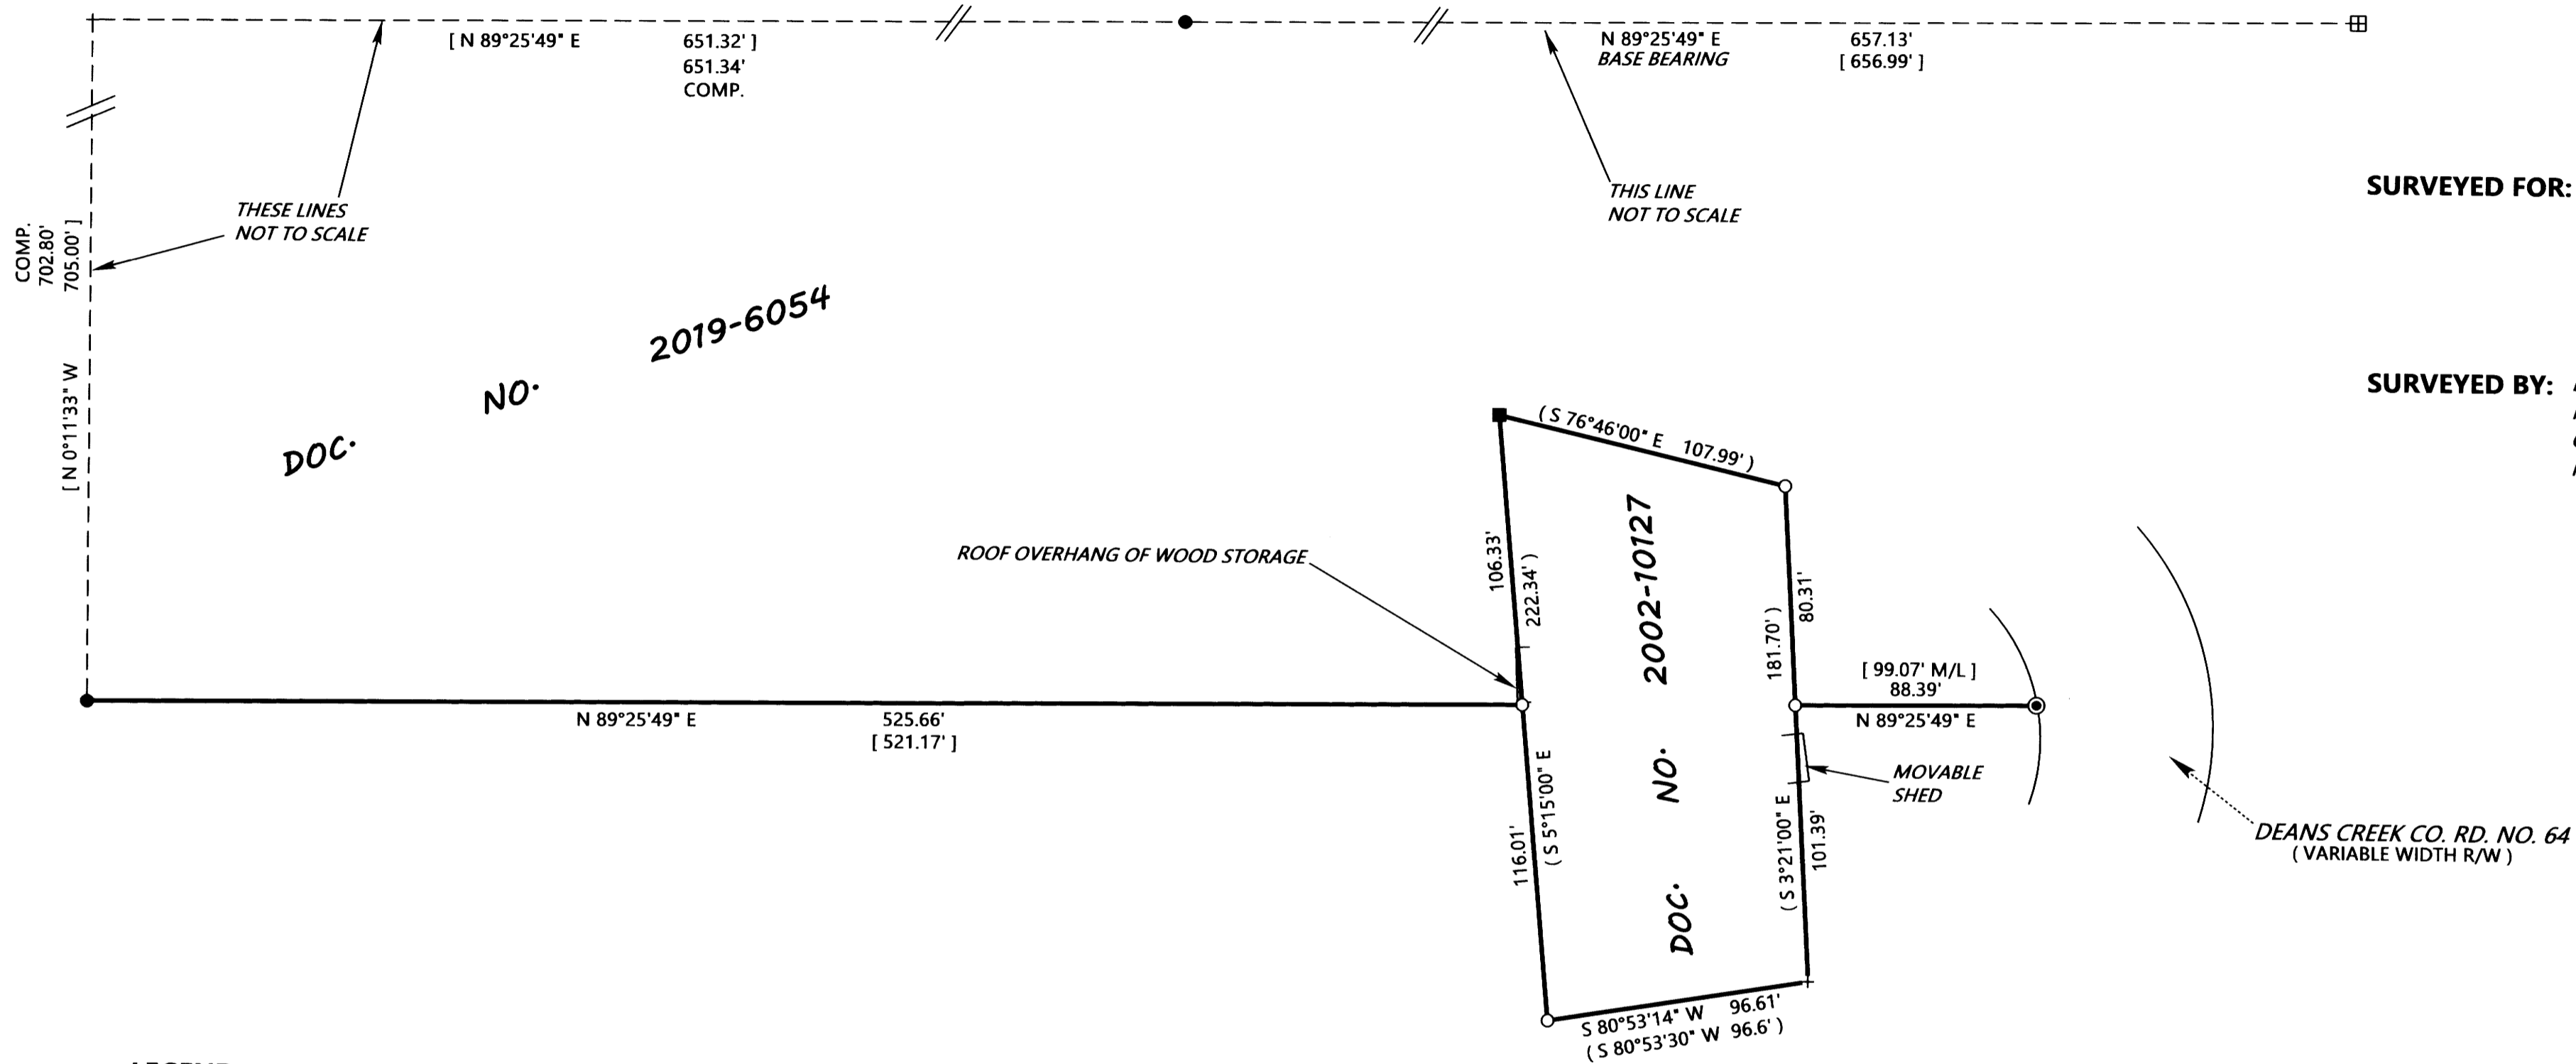 [ N 89°25'49" E 651.32' ]
651.34'
COMP.
N 89°25'49" E 657.13'
BASE BEARING [ 656.99' ]
THESE LINES
NOT TO SCALE
THIS LINE
NOT TO SCALE
SURVEYED FOR:
COMP.
702.80'
[ N 0°11'33" W 705.00' ]
DOC. NO. 2019-6054
SURVEYED BY:
( S 76°46'00" E 107.99' )
ROOF OVERHANG OF WOOD STORAGE
106.33'
222.34' )
DOC. NO. 2002-10127
181.70' )
80.31'
[ 99.07' M/L ]
88.39'
N 89°25'49" E
N 89°25'49" E 525.66'
[ 521.17' ]
116.01'
( S 5°15'00" E
MOVABLE
SHED
( S 3°21'00" E
101.39'
DEANS CREEK CO. RD. NO. 64
( VARIABLE WIDTH R/W )
S 80°53'14" W 96.61'
( S 80°53'30" W 96.6' )